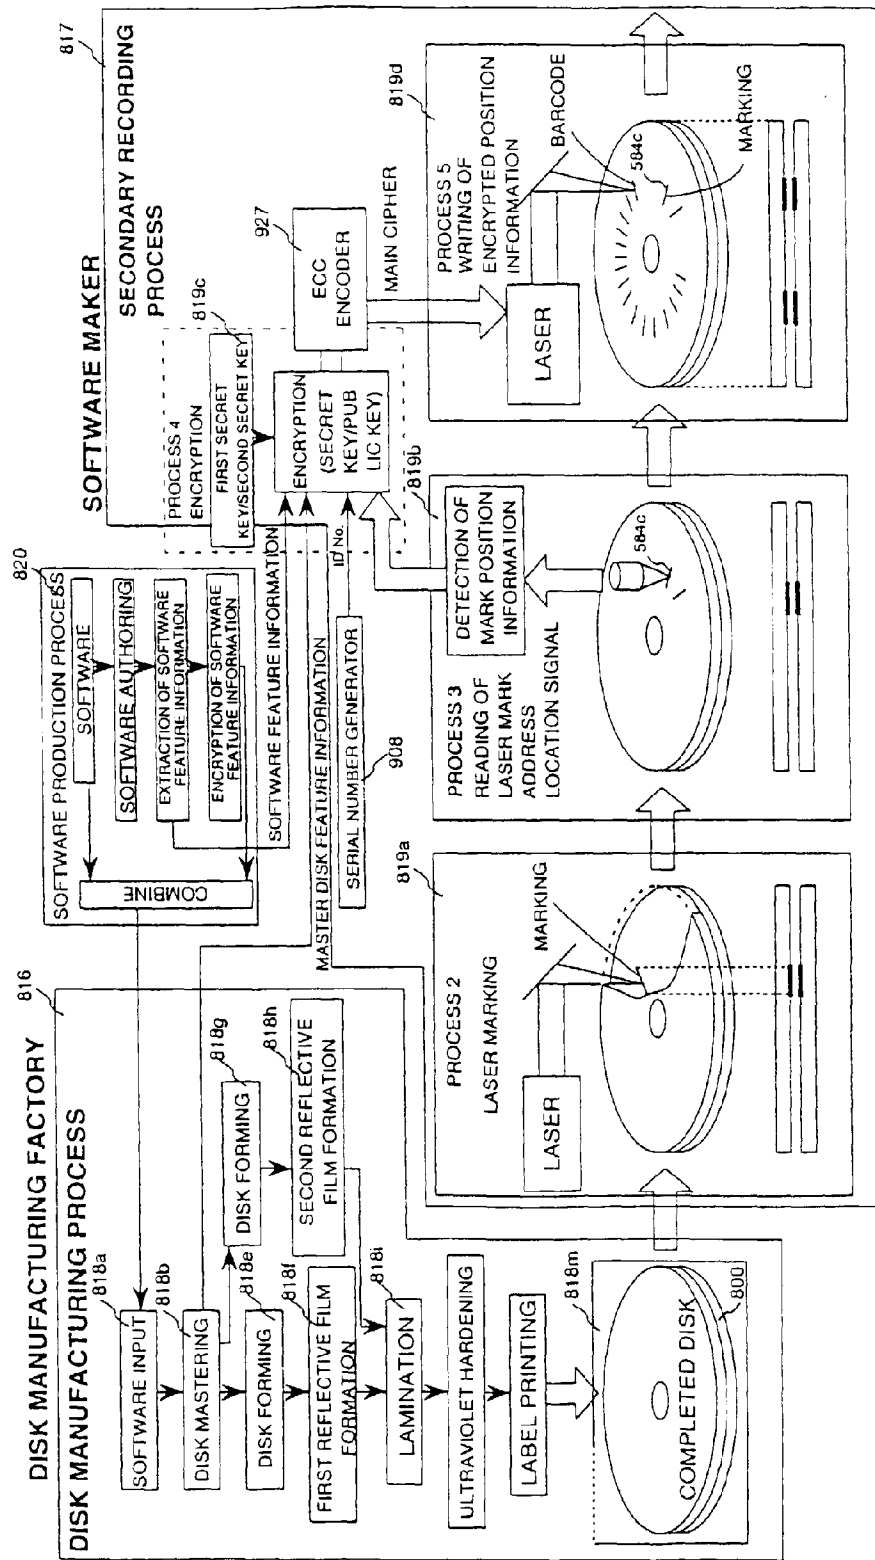 DISK MANUFACTURING FACTORY
DISK MANUFACTURING PROCESS
816
818a
SOFTWARE INPUT
818b
DISK MASTERING
818e
DISK FORMING
818g
DISK FORMING
818f
FIRST REFLECTIVE FILM
FORMATION
818h
SECOND REFLECTIVE
FILM FORMATION
818i
LAMINATION
ULTRAVIOLET HARDENING
LABEL PRINTING
818m
COMPLETED DISK
800
820
SOFTWARE PRODUCTION PROCESS
SOFTWARE
SOFTWARE AUTHORING
EXTRACTION OF SOFTWARE
FEATURE INFORMATION
ENCRYPTION OF SOFTWARE
FEATURE INFORMATION
COMBINE
SOFTWARE FEATURE INFORMATION
MASTER DISK FEATURE INFORMATION
SERIAL NUMBER GENERATOR
908
ID No.
SOFTWARE MAKER
817
SECONDARY RECORDING
PROCESS
PROCESS 4
ENCRYPTION
819c
FIRST SECRET
KEY/SECOND SECRET KEY
ENCRYPTION
(SECRET
KEY/PUB
LIC KEY)
927
ECC
ENCODER
MAIN CIPHER
819a
PROCESS 2
LASER MARKING
LASER
MARKING
819b
PROCESS 3
READING OF
LASER MARK
ADDRESS
LOCATION SIGNAL
DETECTION OF
MARK POSITION
INFORMATION
584c
819d
PROCESS 5
WRITING OF
ENCRYPTED POSITION
INFORMATION
LASER
BARCODE
584c
MARKING